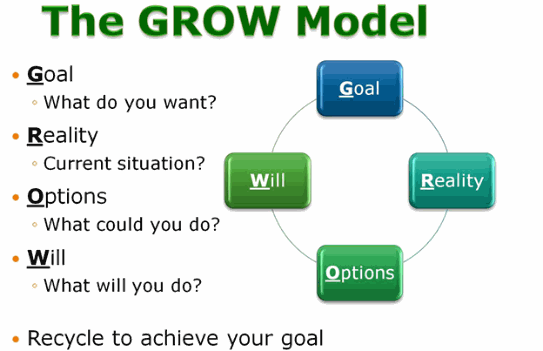 The GROW Model
• Goal
◦ What do you want?
• Reality
◦ Current situation?
• Options
◦ What could you do?
• Will
◦ What will you do?
• Recycle to achieve your goal
Goal
Reality
Options
Will